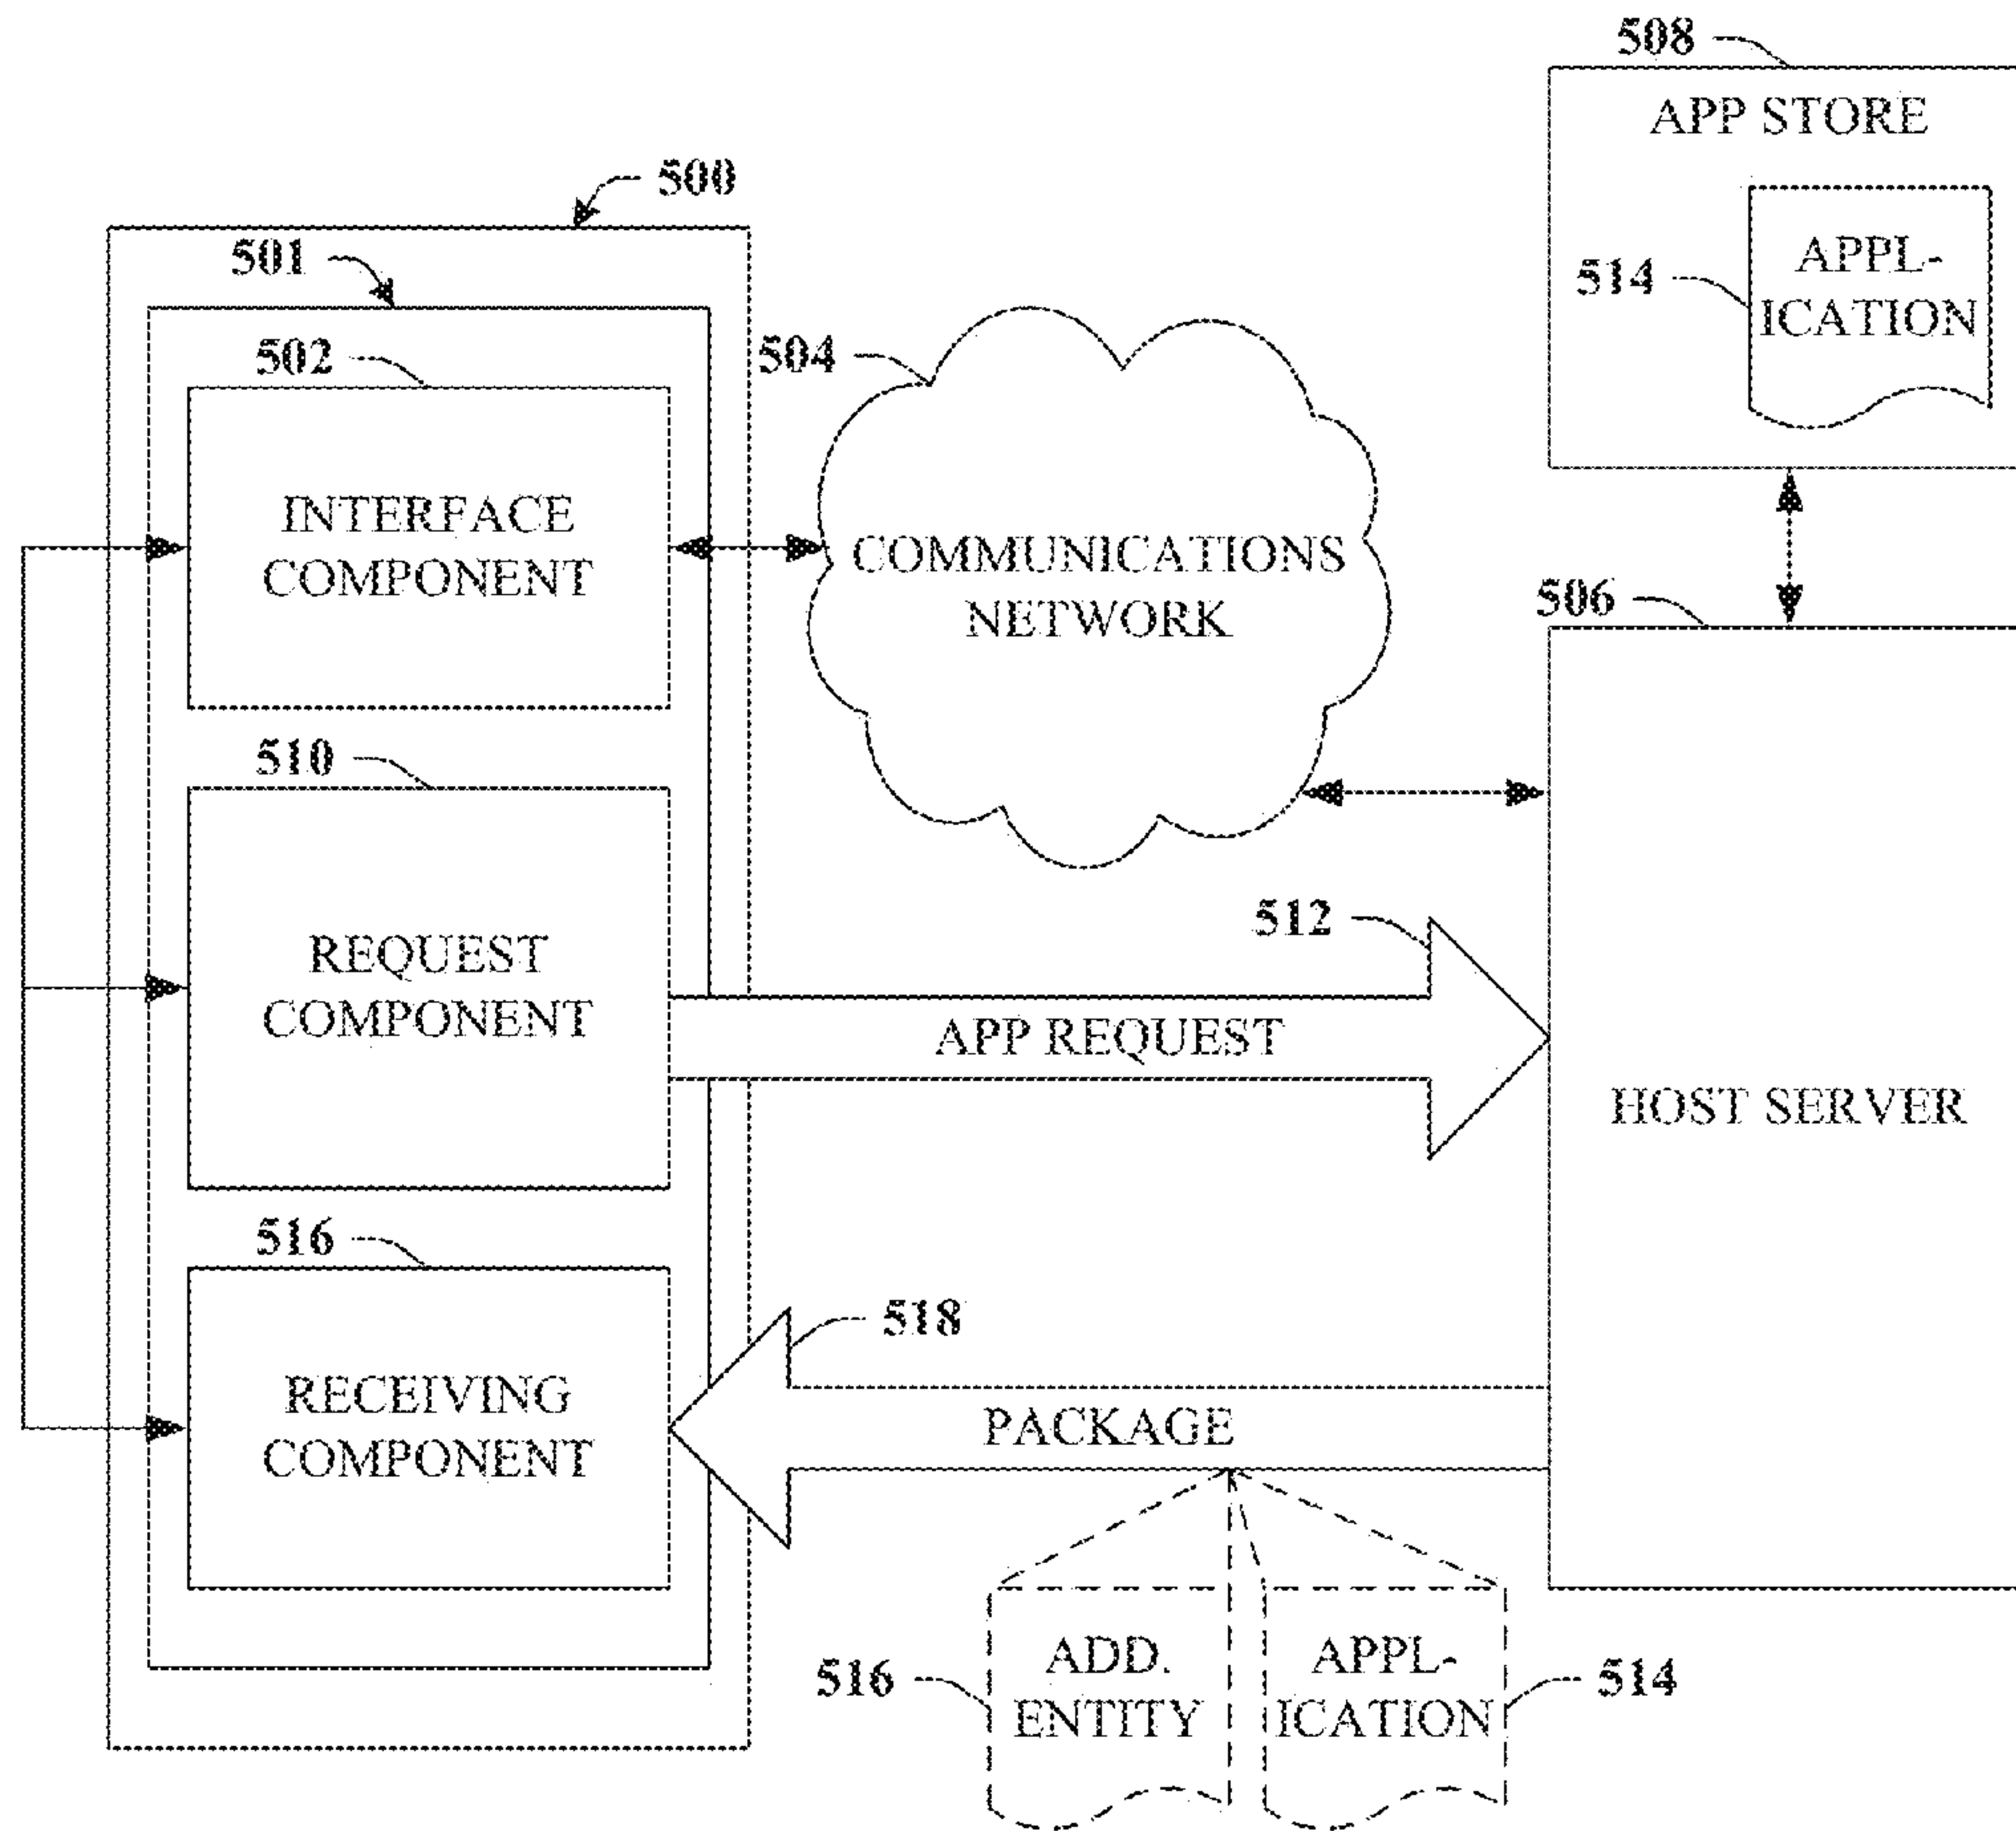 508
APP STORE
500
501
514
APPL-
ICATION
502
504
INTERFACE
COMPONENT
COMMUNICATIONS
NETWORK
506
510
512
REQUEST
COMPONENT
APP REQUEST
HOST SERVER
516
518
RECEIVING
COMPONENT
PACKAGE
516
ADD.
ENTITY
APPL-
ICATION
514